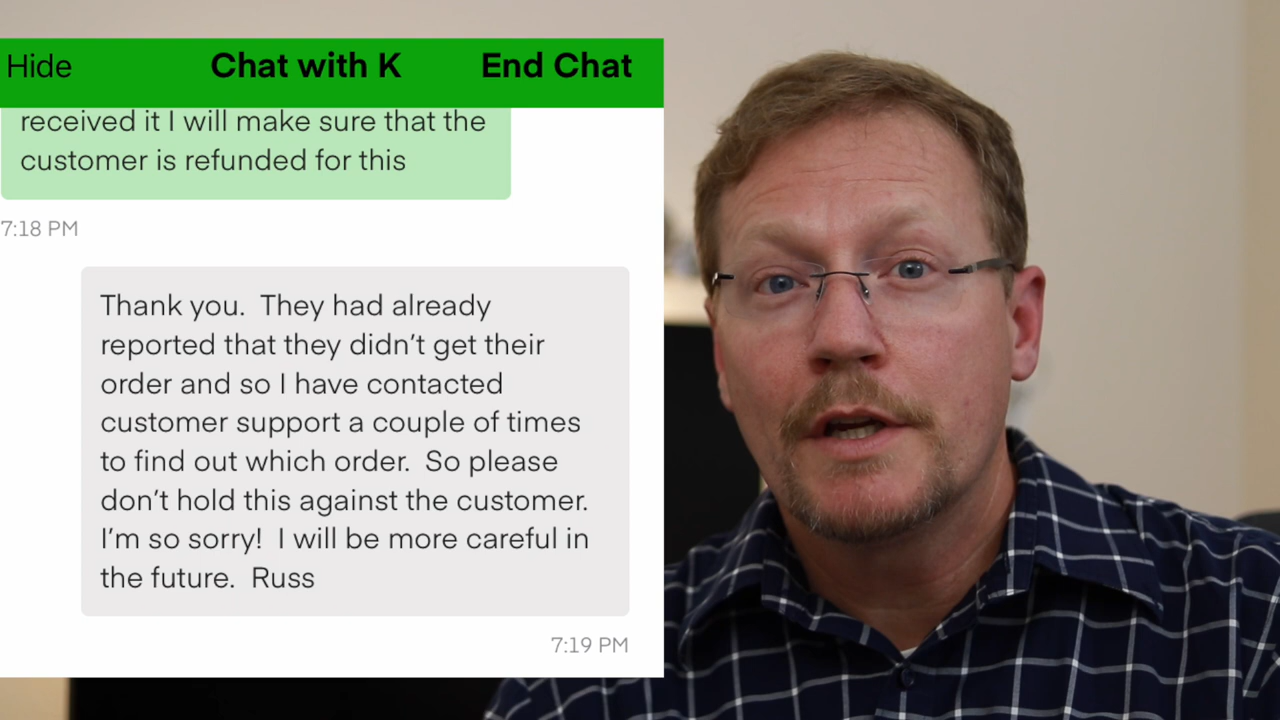 Hide Chat with K End Chat
received it I will make sure that the
customer is refunded for this
7:18 PM
Thank you.  They had already
reported that they didn’t get their
order and so I have contacted
customer support a couple of times
to find out which order.  So please
don’t hold this against the customer.
I’m so sorry!  I will be more careful in
the future.  Russ
7:19 PM